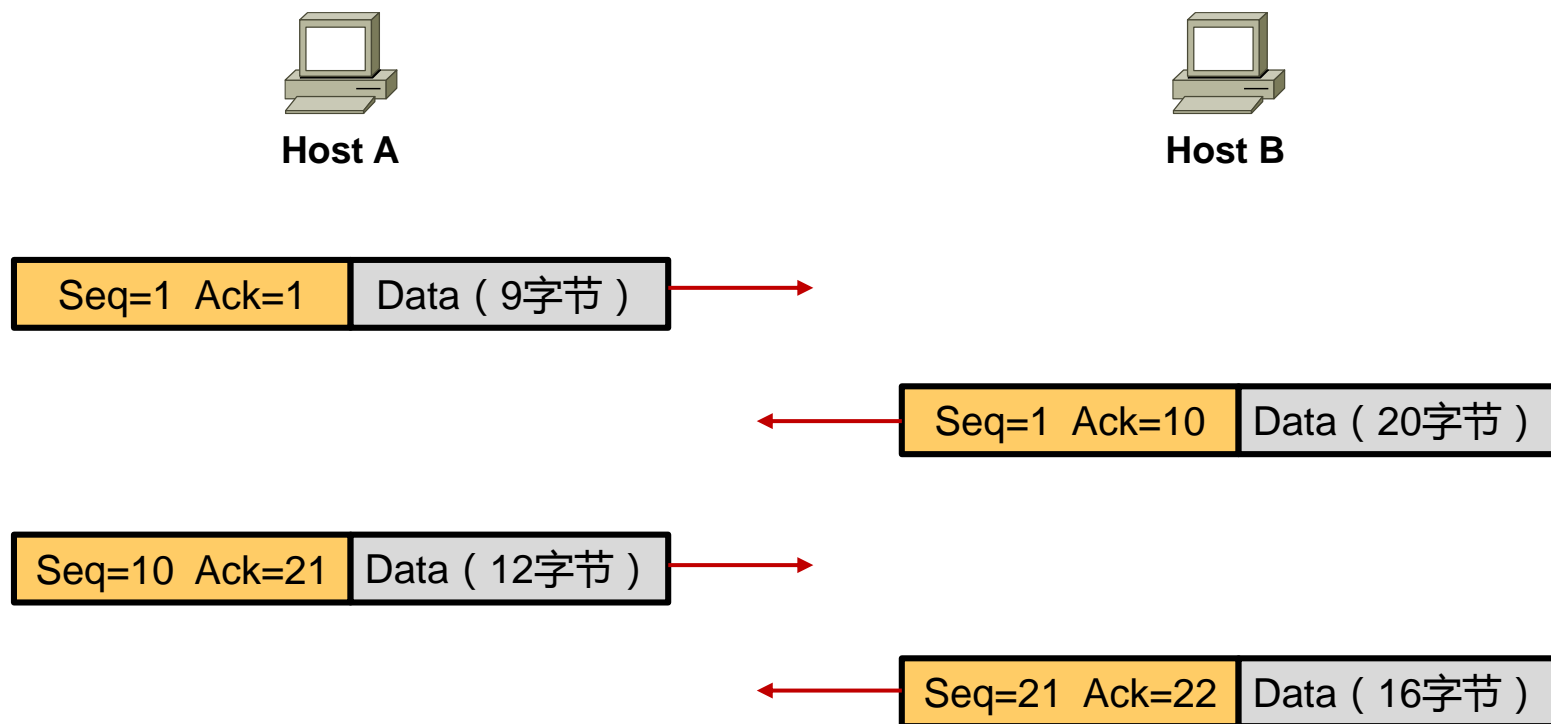 Host A
Host B
Seq=1 Ack=1
Data（9字节）
Seq=1 Ack=10
Data（20字节）
Seq=10 Ack=21
Data（12字节）
Seq=21 Ack=22
Data（16字节）